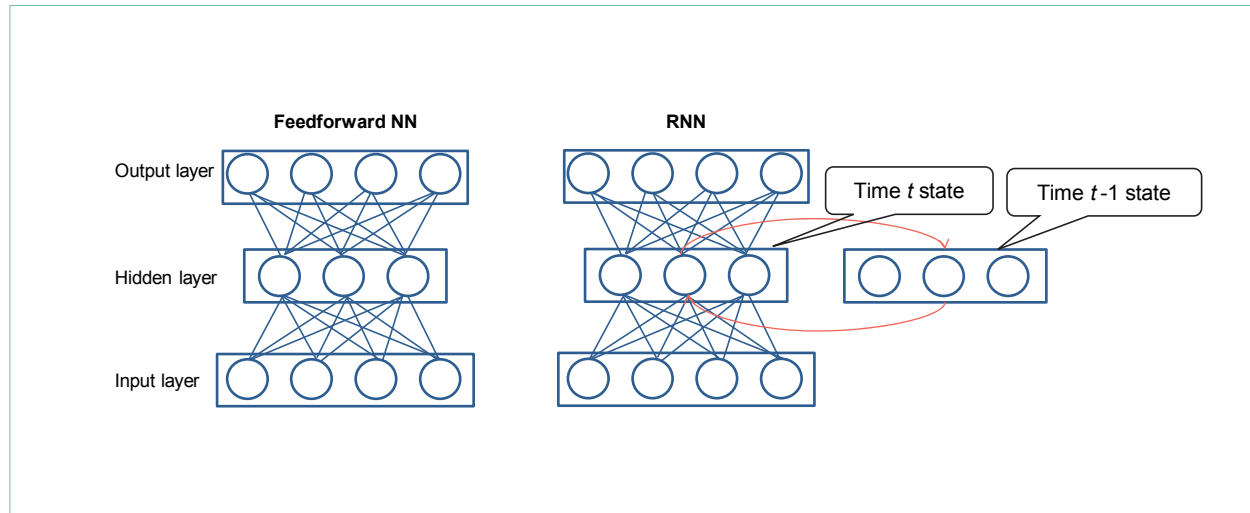 Feedforward NN
RNN
Output layer
Time t state
Time t-1 state
Hidden layer
Input layer